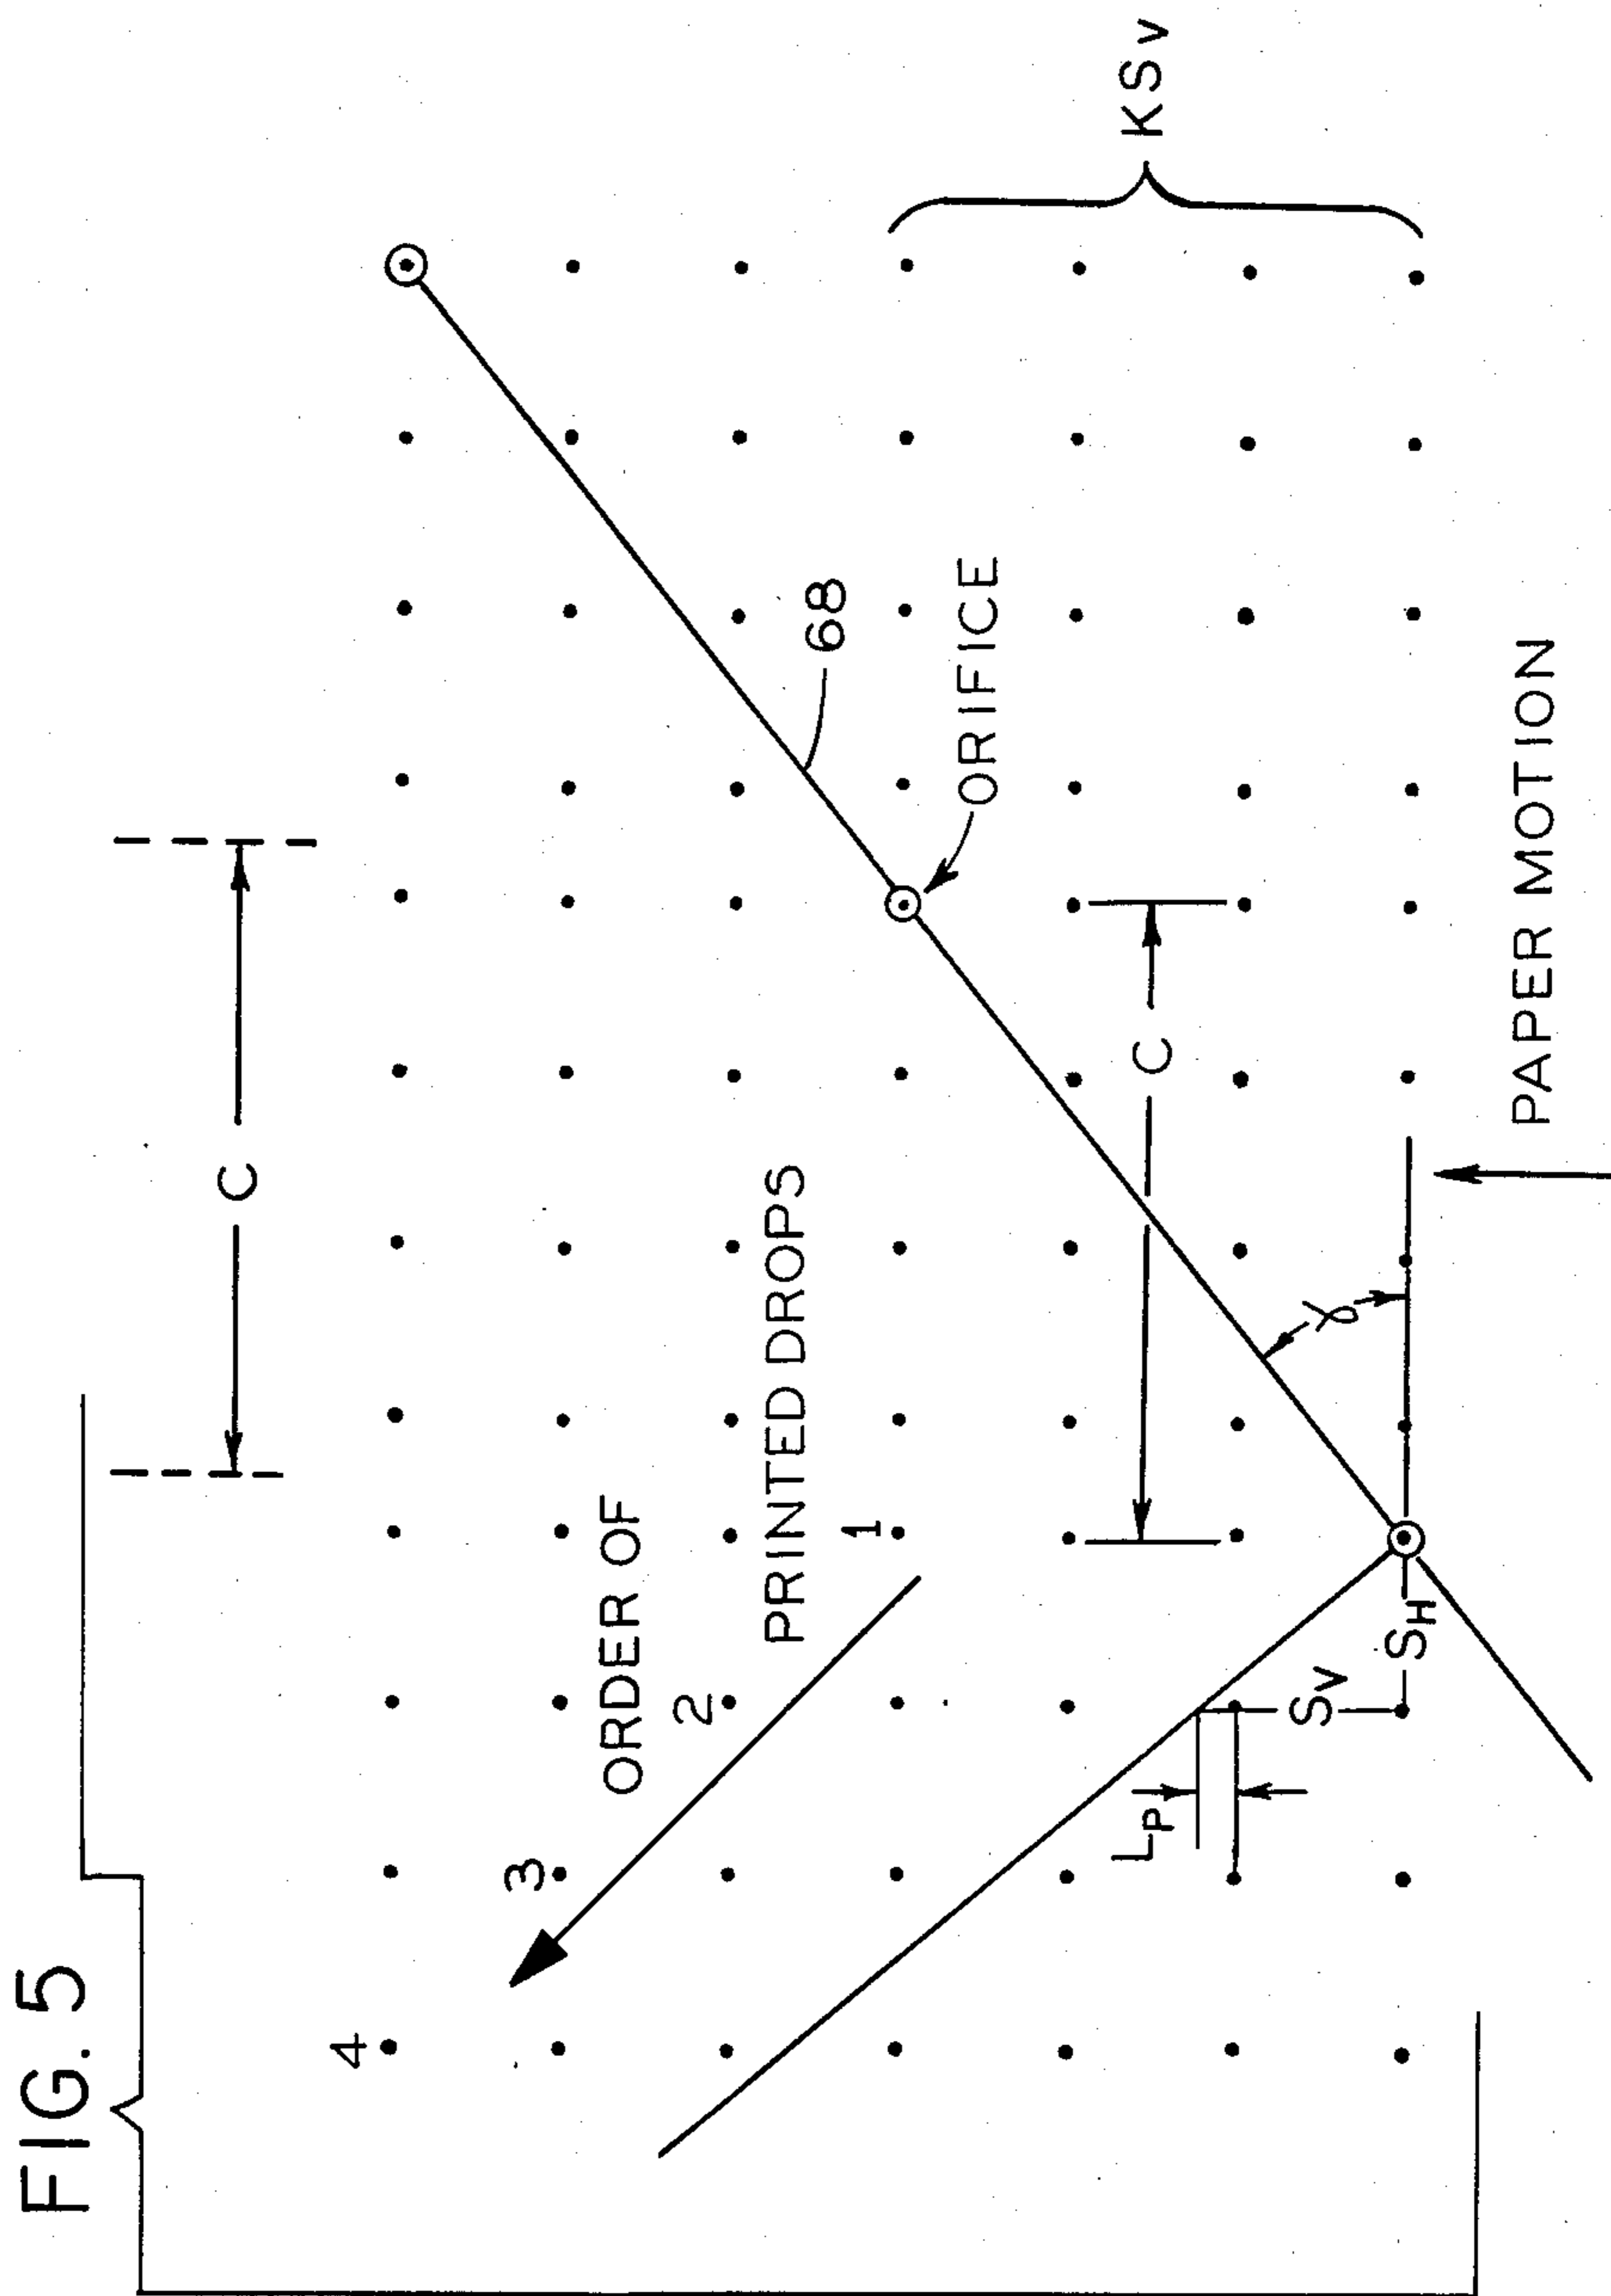 FIG. 5
C
4
3
2
1
ORDER OF
PRINTED DROPS
68
ORIFICE
C
KSv
Lp
Sv
SH
γ
PAPER MOTION